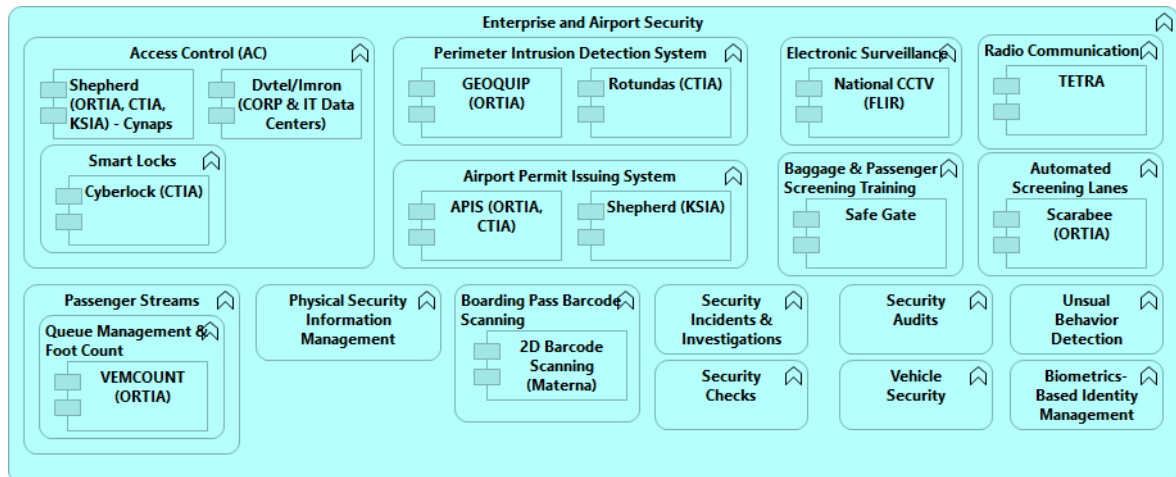 Enterprise and Airport Security
Access Control (AC)
Shepherd
(ORTIA, CTIA,
KSIA) - Cynaps
Dvtel/Imron
(CORP & IT Data
Centers)
Smart Locks
Cyberlock (CTIA)
Perimeter Intrusion Detection System
GEOQUIP
(ORTIA)
Rotundas (CTIA)
Airport Permit Issuing System
APIS (ORTIA,
CTIA)
Shepherd (KSIA)
Electronic Surveillance
National CCTV
(FLIR)
Radio Communication
TETRA
Baggage & Passenger
Screening Training
Safe Gate
Automated
Screening Lanes
Scarabee
(ORTIA)
Passenger Streams
Queue Management &
Foot Count
VEMCOUNT
(ORTIA)
Physical Security
Information
Management
Boarding Pass Barcode
Scanning
2D Barcode
Scanning
(Materna)
Security
Incidents &
Investigations
Security
Audits
Unsual
Behavior
Detection
Security
Checks
Vehicle
Security
Biometrics-
Based Identity
Management